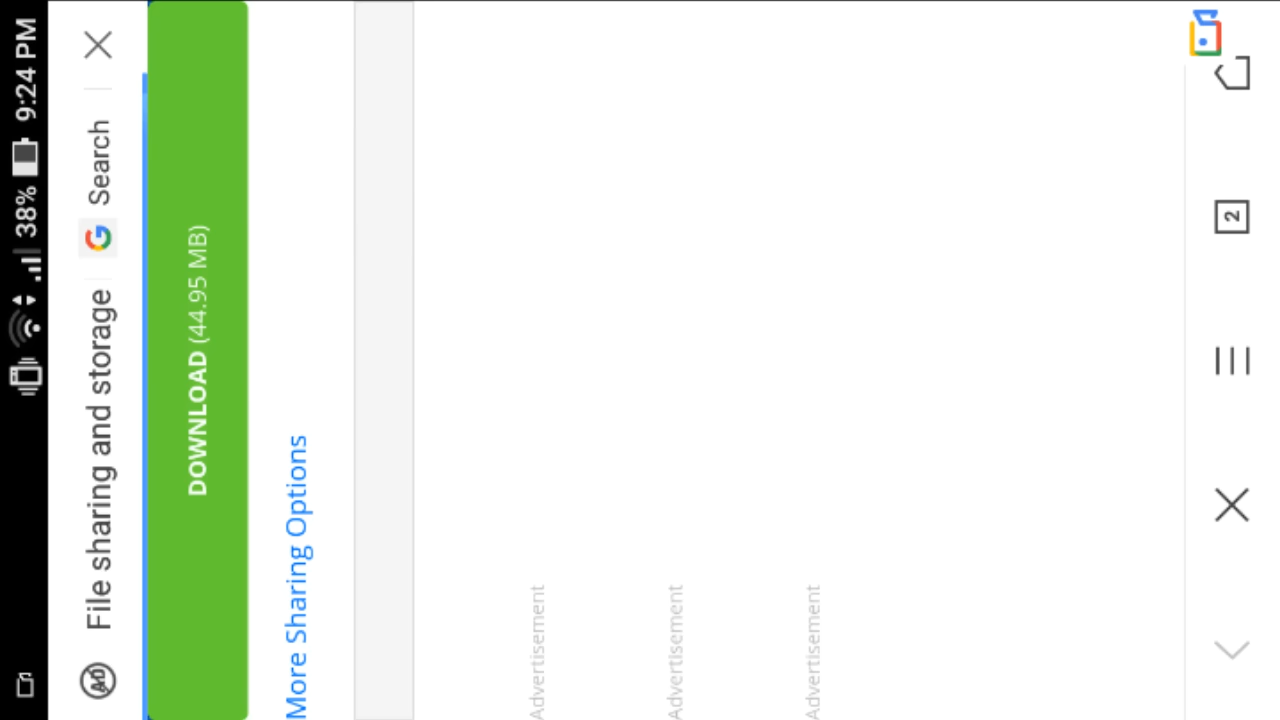 38% 9:24 PM
AD File sharing and storage G Search
DOWNLOAD (44.95 MB)
More Sharing Options
Advertisement
Advertisement
Advertisement
2